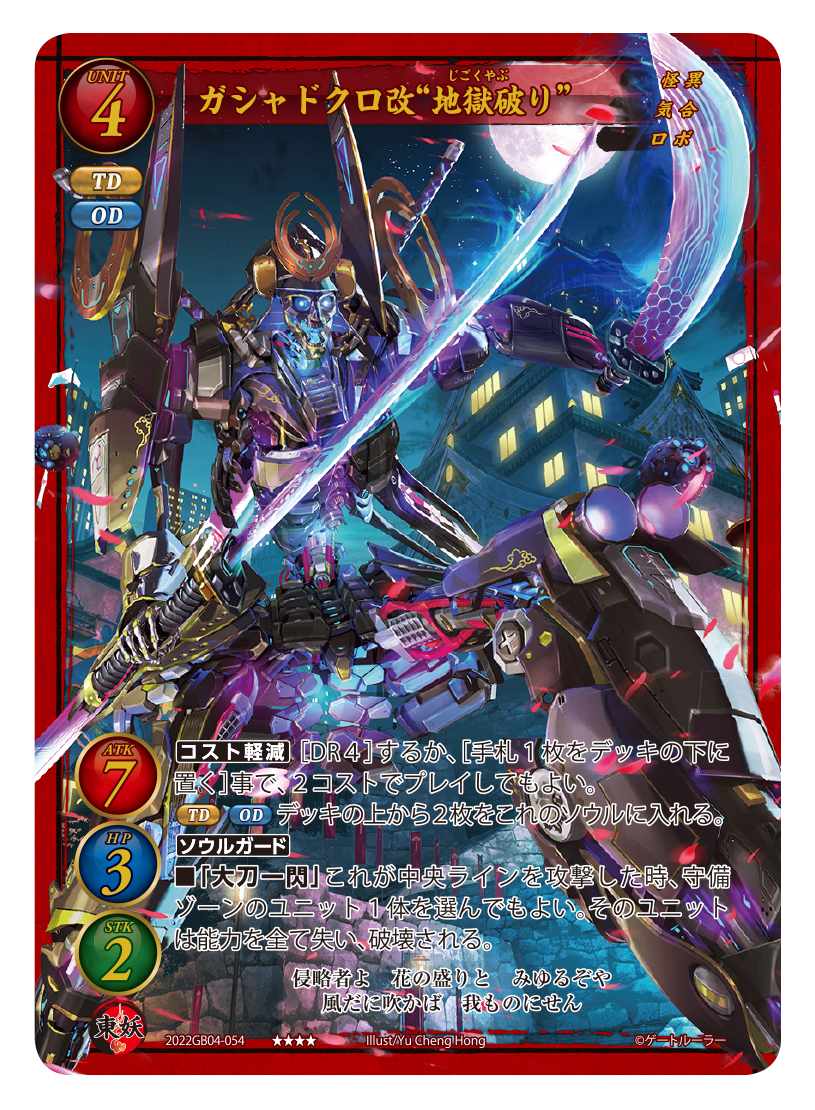 UNIT
4
じごくやぶ
ガシャドクロ改“地獄破り”
怪異
気合
ロボ
TD
OD
ATK
7
HP
3
STK
2
コスト軽減 [DR4]するか、[手札1枚をデッキの下に
置く]事で、2コストでプレイしてもよい。
TD OD デッキの上から2枚をこれのソウルに入れる。
ソウルガード
■「大刀一閃」これが中央ラインを攻撃した時、守備
ゾーンのユニット1体を選んでもよい。そのユニット
は能力を全て失い、破壊される。
侵略者よ 花の盛りと みゆるぞや
風だに吹かば 我ものにせん
東妖
2022GB04-054 ★★★★ Illust/Yu Cheng Hong ©ゲートルーラー